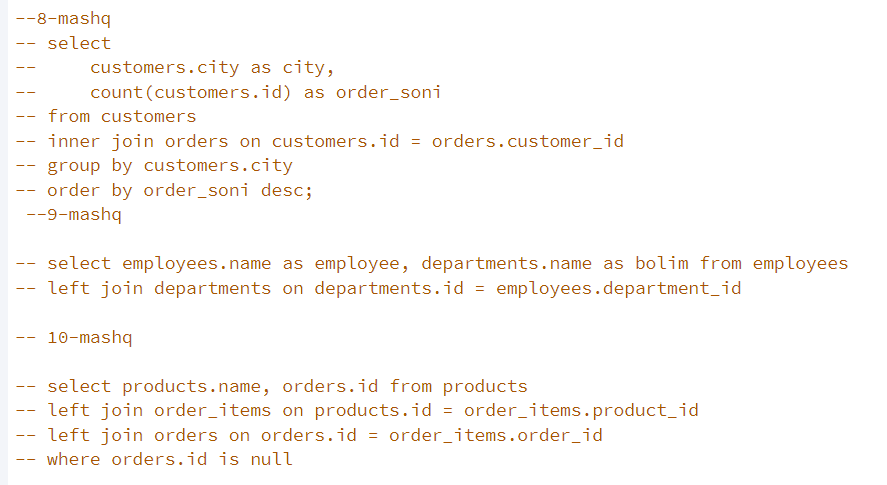 --8-mashq
-- select
--     customers.city as city,
--     count(customers.id) as order_soni
-- from customers
-- inner join orders on customers.id = orders.customer_id
-- group by customers.city
-- order by order_soni desc;
--9-mashq
-- select employees.name as employee, departments.name as bolim from employees
-- left join departments on departments.id = employees.department_id
-- 10-mashq
-- select products.name, orders.id from products
-- left join order_items on products.id = order_items.product_id
-- left join orders on orders.id = order_items.order_id
-- where orders.id is null